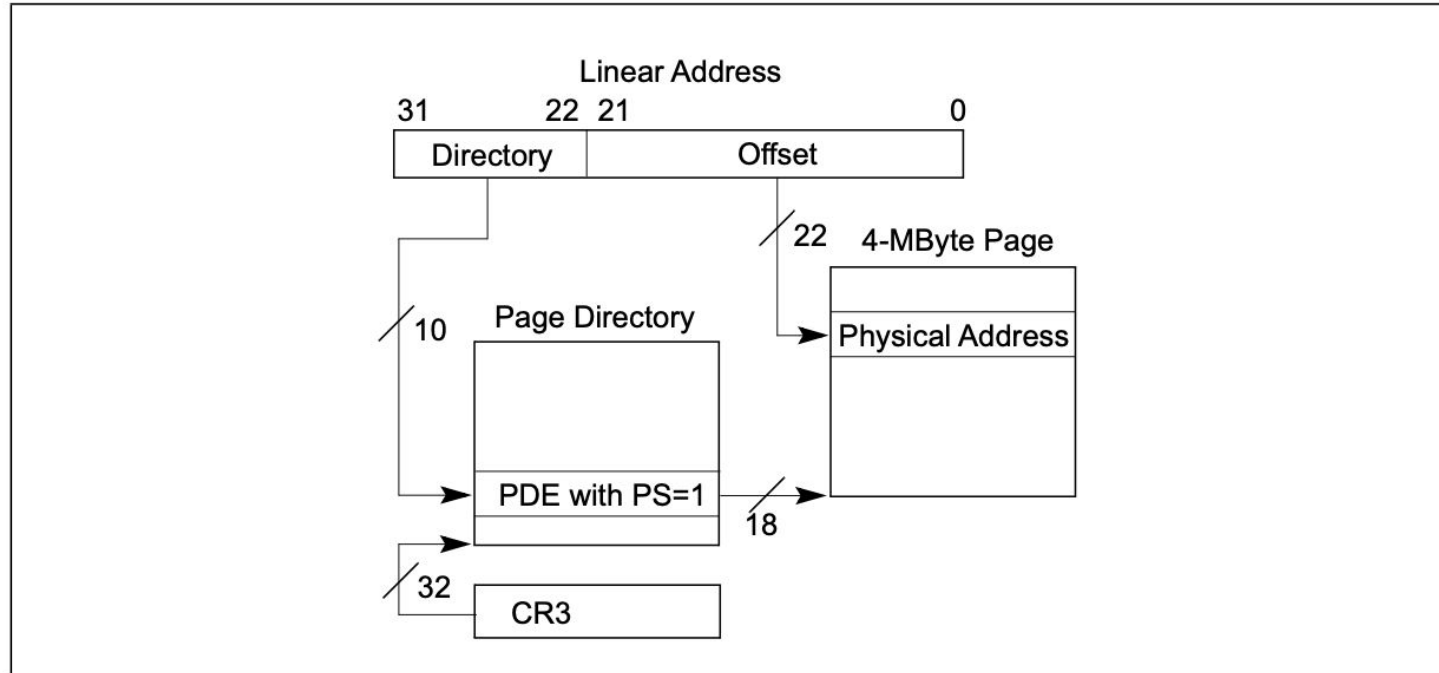 Linear Address
31 22 21 0
Directory Offset
22
4-MByte Page
10
Page Directory
Physical Address
PDE with PS=1
18
32
CR3